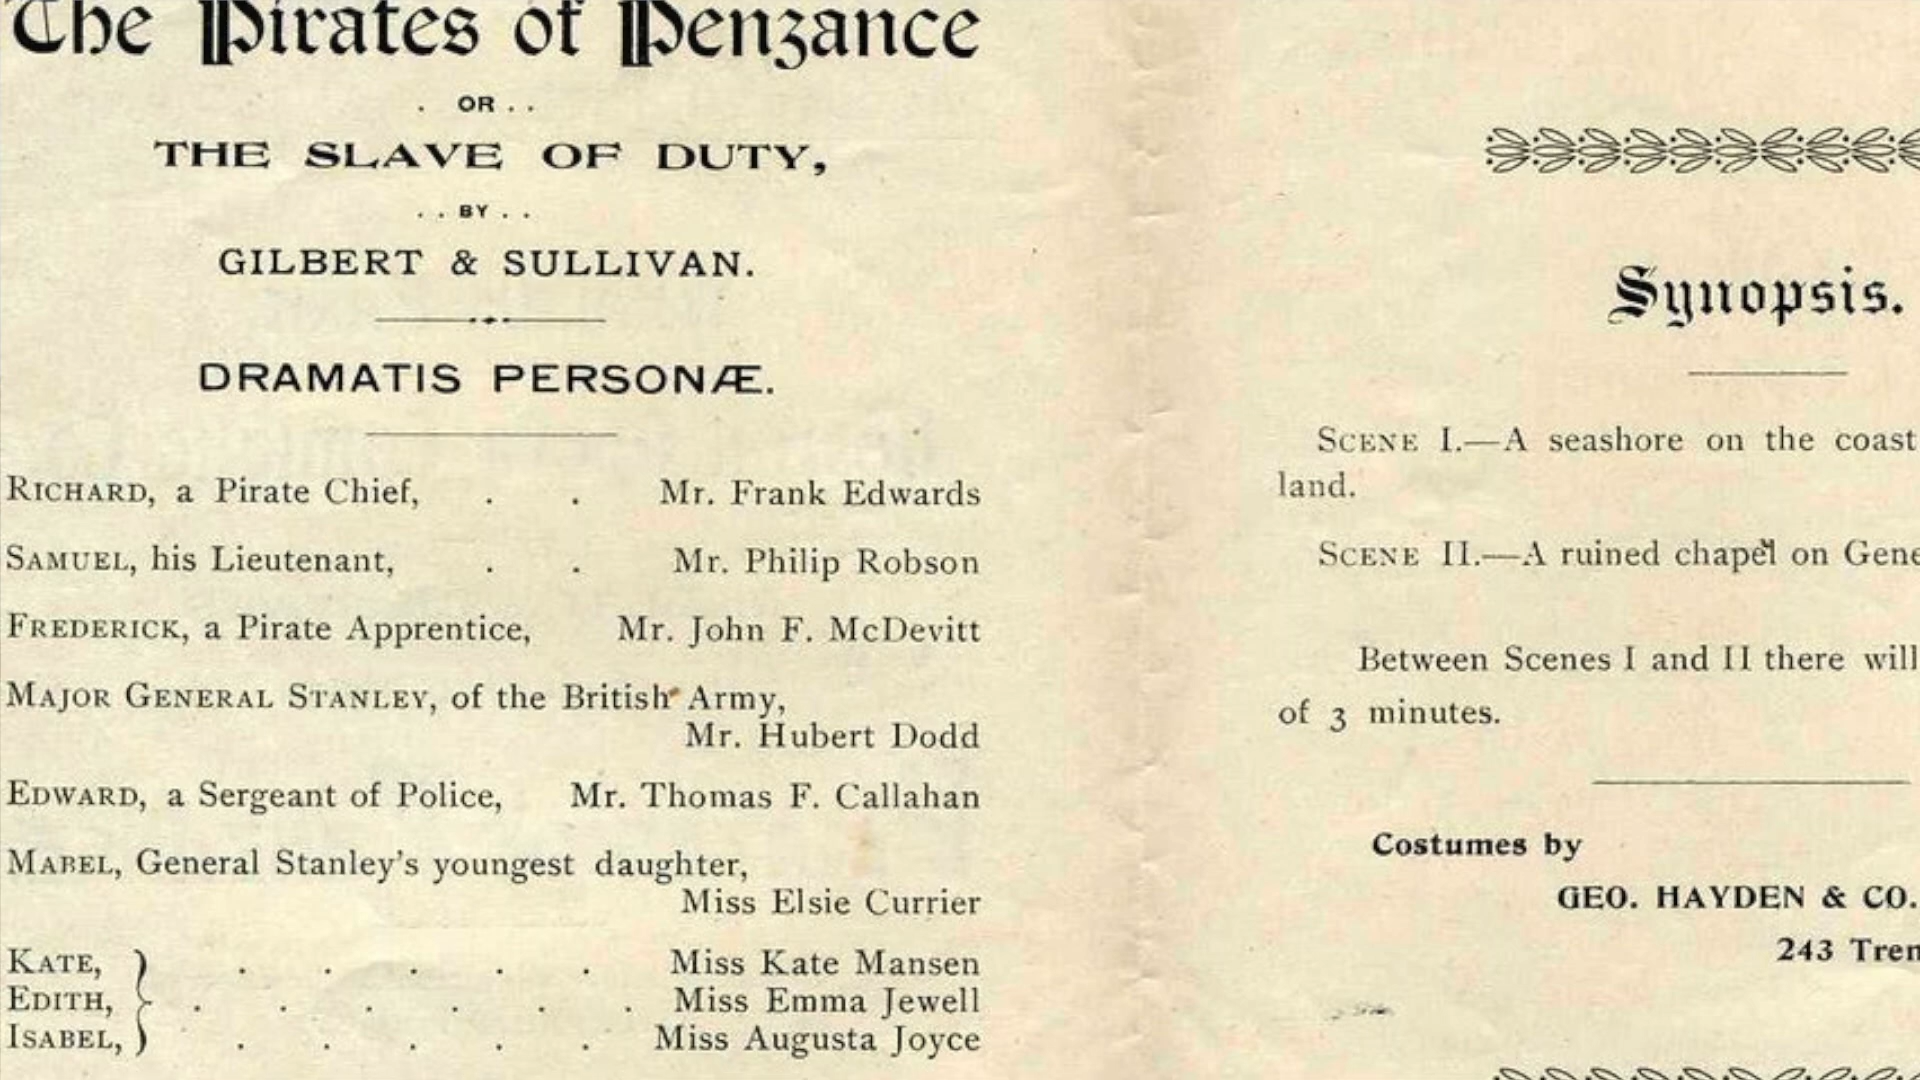 The Pirates of Penzance
. OR . .
THE SLAVE OF DUTY,
. . BY . .
GILBERT & SULLIVAN.
DRAMATIS PERSONÆ.
RICHARD, a Pirate Chief, . . Mr. Frank Edwards
SAMUEL, his Lieutenant, . . Mr. Philip Robson
FREDERICK, a Pirate Apprentice, Mr. John F. McDevitt
MAJOR GENERAL STANLEY, of the British Army,
Mr. Hubert Dodd
EDWARD, a Sergeant of Police, Mr. Thomas F. Callahan
MABEL, General Stanley's youngest daughter,
Miss Elsie Currier
KATE, . . . . . Miss Kate Mansen
EDITH, . . . . . . Miss Emma Jewell
ISABEL, . . . . . Miss Augusta Joyce
Synopsis.
SCENE I.—A seashore on the coast
land.
SCENE II.—A ruined chapel on Gene
Between Scenes I and II there will
of 3 minutes.
Costumes by
GEO. HAYDEN & CO.
243 Trem